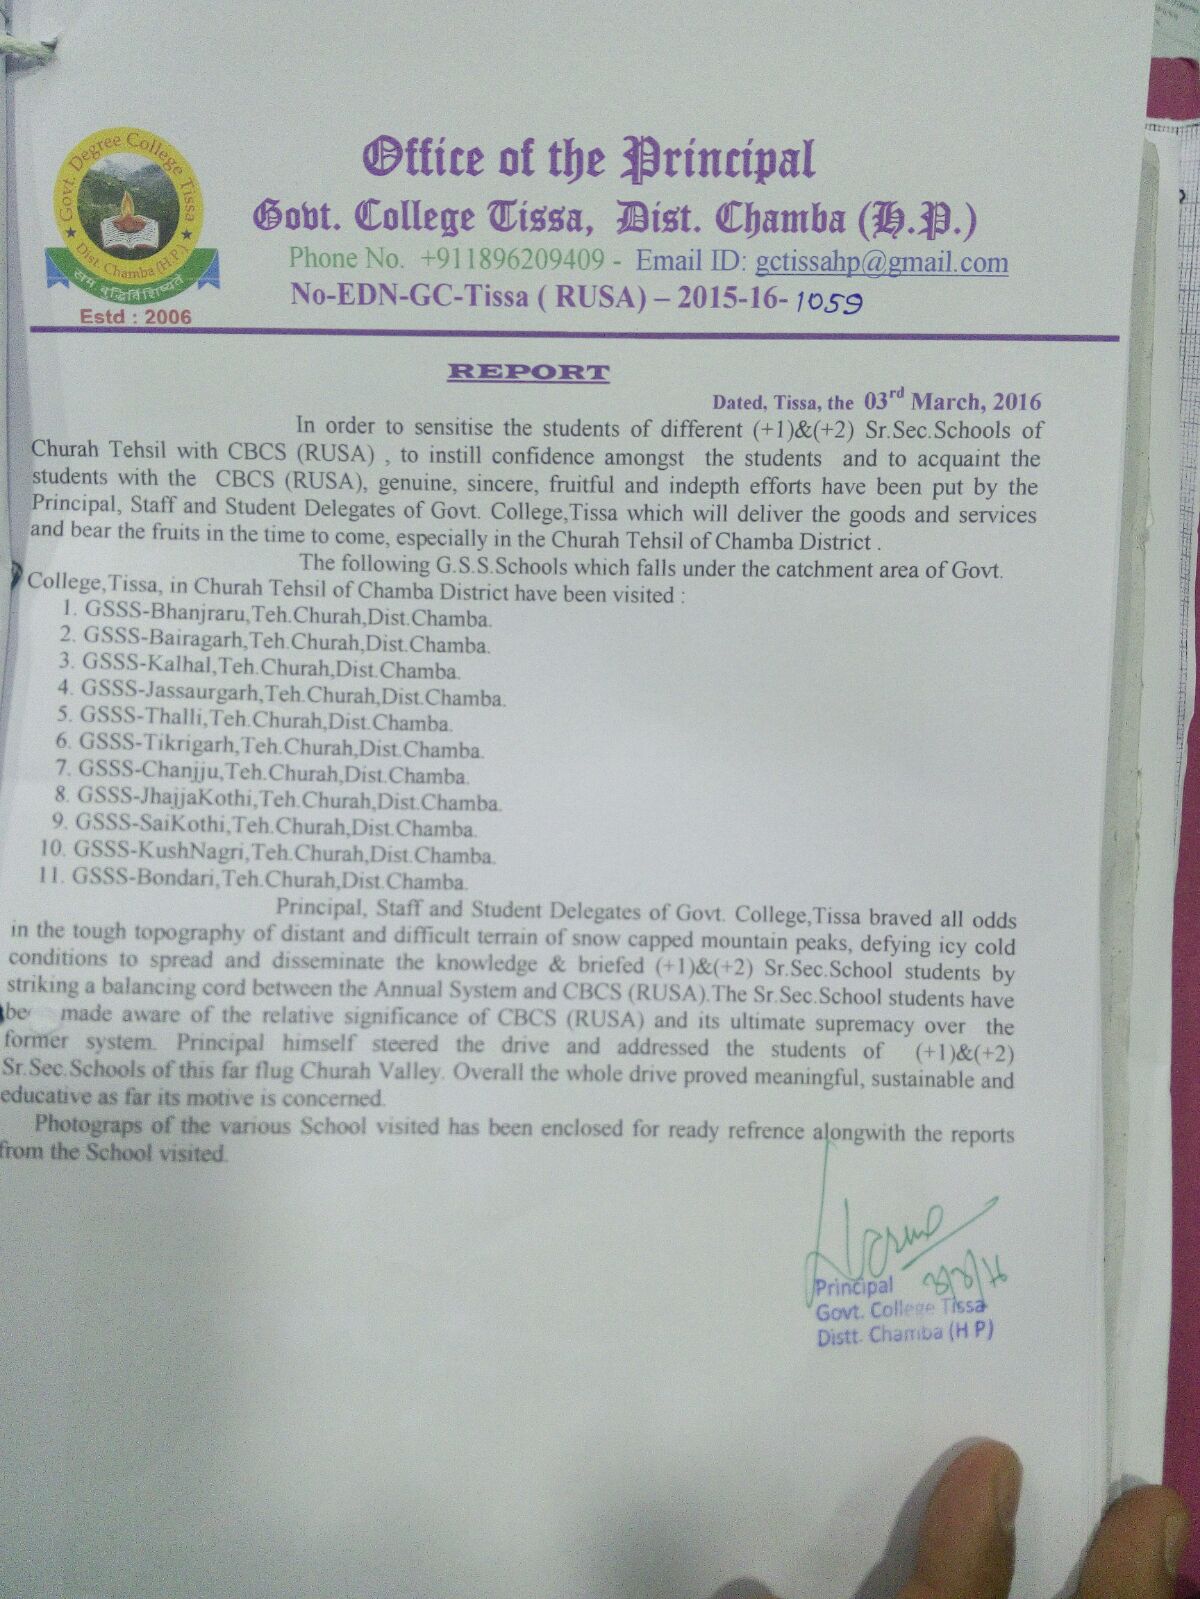 Govt. Degree College Tissa
Dist. Chamba (H.P.)
Estd : 2006
Office of the Principal
Govt. College Tissa, Dist. Chamba (H.P.)
Phone No. +911896209409 - Email ID: gctissahp@gmail.com
No-EDN-GC-Tissa ( RUSA) – 2015-16- 1059
REPORT
Dated, Tissa, the 03rd March, 2016
In order to sensitise the students of different (+1)&(+2) Sr.Sec.Schools of
Churah Tehsil with CBCS (RUSA) , to instill confidence amongst the students and to acquaint the
students with the CBCS (RUSA), genuine, sincere, fruitful and indepth efforts have been put by the
Principal, Staff and Student Delegates of Govt. College,Tissa which will deliver the goods and services
and bear the fruits in the time to come, especially in the Churah Tehsil of Chamba District .
The following G.S.S.Schools which falls under the catchment area of Govt.
College,Tissa, in Churah Tehsil of Chamba District have been visited :
1. GSSS-Bhanjraru,Teh.Churah,Dist.Chamba.
2. GSSS-Bairagarh,Teh.Churah,Dist.Chamba.
3. GSSS-Kalhal,Teh.Churah,Dist.Chamba.
4. GSSS-Jassaurgarh,Teh.Churah,Dist.Chamba.
5. GSSS-Thalli,Teh.Churah,Dist.Chamba.
6. GSSS-Tikrigarh,Teh.Churah,Dist.Chamba.
7. GSSS-Chanjju,Teh.Churah,Dist.Chamba.
8. GSSS-JhajjaKothi,Teh.Churah,Dist.Chamba.
9. GSSS-SaiKothi,Teh.Churah,Dist.Chamba.
10. GSSS-KushNagri,Teh.Churah,Dist.Chamba.
11. GSSS-Bondari,Teh.Churah,Dist.Chamba.
Principal, Staff and Student Delegates of Govt. College,Tissa braved all odds
in the tough topography of distant and difficult terrain of snow capped mountain peaks, defying icy cold
conditions to spread and disseminate the knowledge & briefed (+1)&(+2) Sr.Sec.School students by
striking a balancing cord between the Annual System and CBCS (RUSA).The Sr.Sec.School students have
be made aware of the relative significance of CBCS (RUSA) and its ultimate supremacy over the
former system. Principal himself steered the drive and addressed the students of (+1)&(+2)
Sr.Sec.Schools of this far flug Churah Valley. Overall the whole drive proved meaningful, sustainable and
educative as far its motive is concerned.
Photograps of the various School visited has been enclosed for ready refrence alongwith the reports
from the School visited.
Principal 3/3/16
Govt. College Tissa
Distt. Chamba (H P)